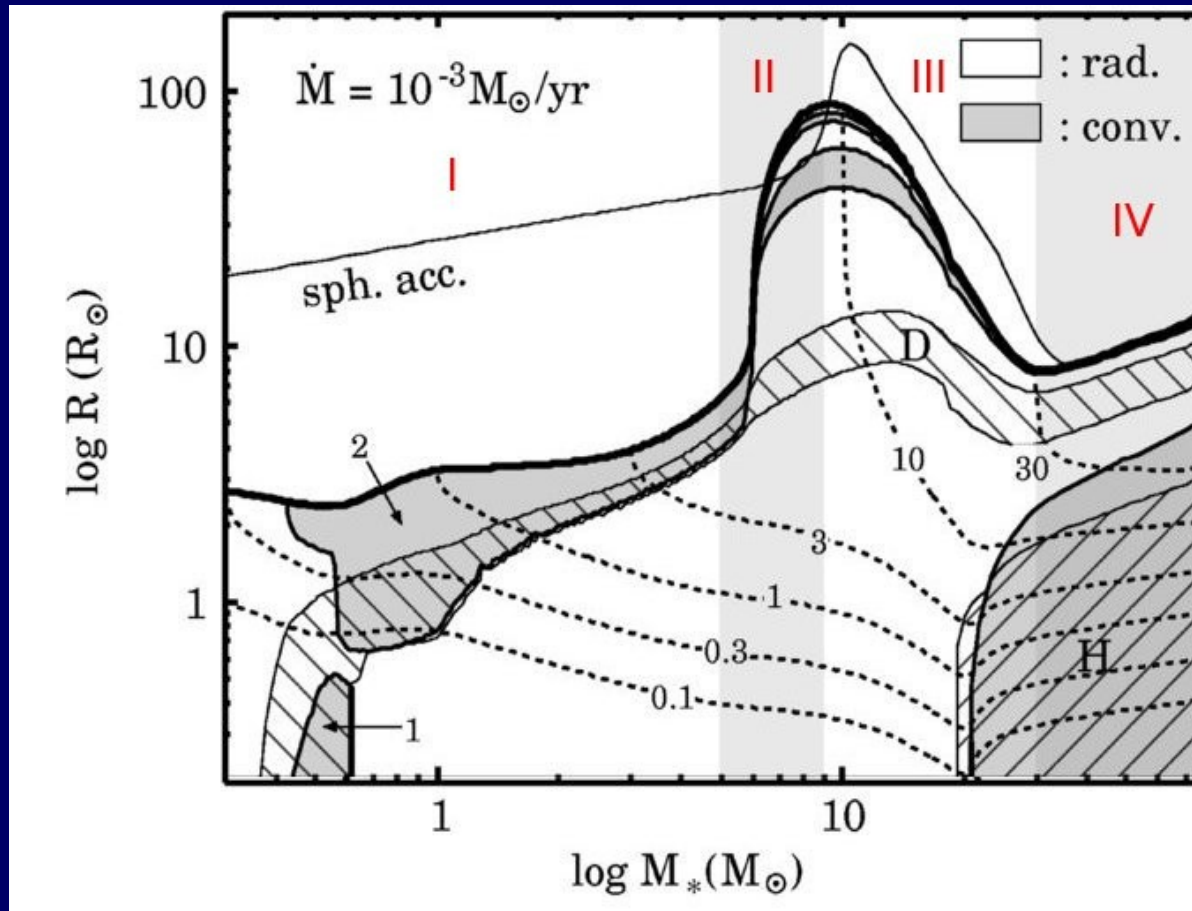 Ṁ = 10⁻³M☉/yr
I
II
III
IV
: rad.
: conv.
100
10
1
log R (R☉)
sph. acc.
2
D
10
30
3
1
0.3
0.1
1
H
1
10
log M*(M☉)